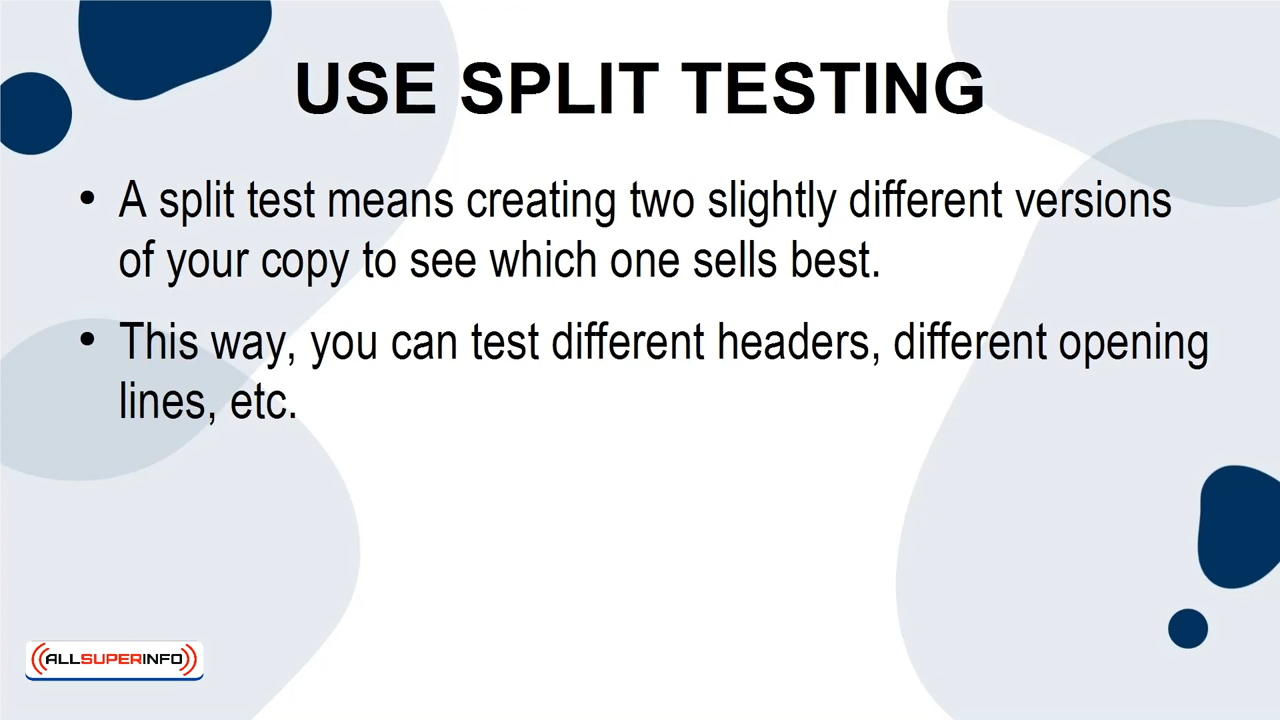 USE SPLIT TESTING
• A split test means creating two slightly different versions
of your copy to see which one sells best.
• This way, you can test different headers, different opening
lines, etc.
ALLSUPERINFO